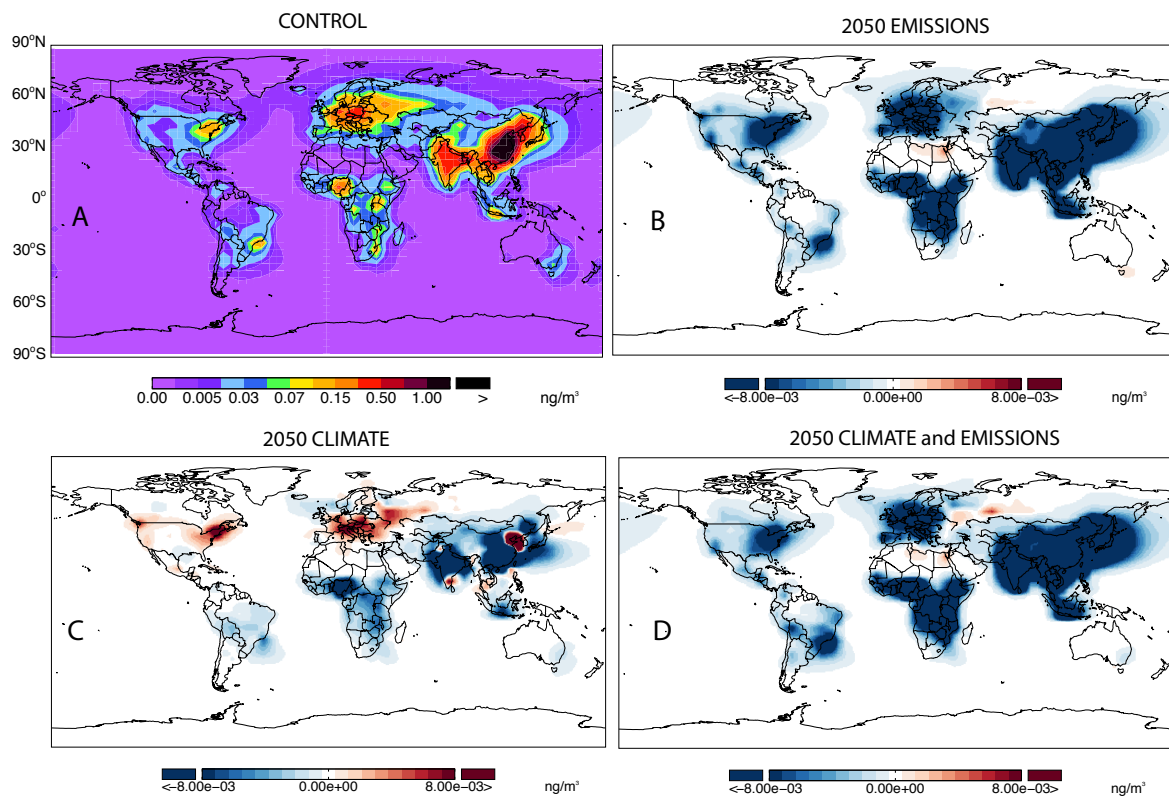 CONTROL
2050 EMISSIONS
90°N
60°N
30°N
0°
30°S
60°S
90°S
A
B
0.00 0.005 0.03 0.07 0.15 0.50 1.00 > ng/m³
<-8.00e-03 0.00e+00 8.00e-03> ng/m³
2050 CLIMATE
2050 CLIMATE and EMISSIONS
C
D
<-8.00e-03 0.00e+00 8.00e-03> ng/m³
<-8.00e-03 0.00e+00 8.00e-03> ng/m³